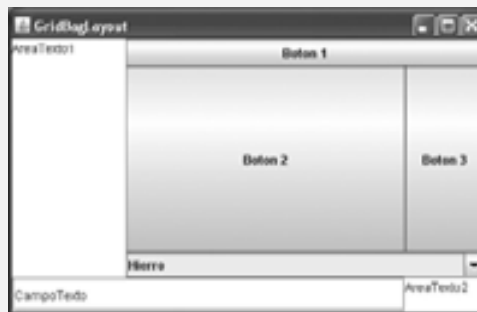 GridBagLayout
AreaTexto1
Boton 1
Boton 2
Boton 3
Hierro
CampoTexto
AreaTexto2